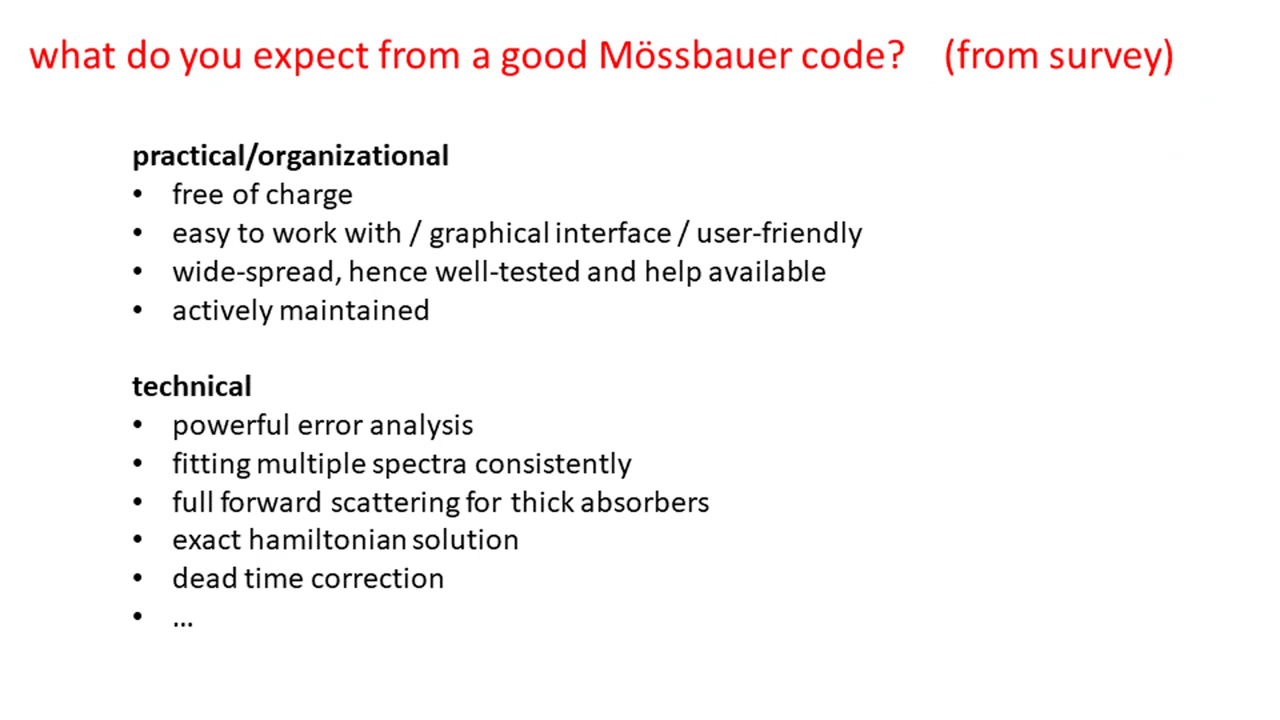 what do you expect from a good Mössbauer code? (from survey)
practical/organizational
• free of charge
• easy to work with / graphical interface / user-friendly
• wide-spread, hence well-tested and help available
• actively maintained
technical
• powerful error analysis
• fitting multiple spectra consistently
• full forward scattering for thick absorbers
• exact hamiltonian solution
• dead time correction
• ...